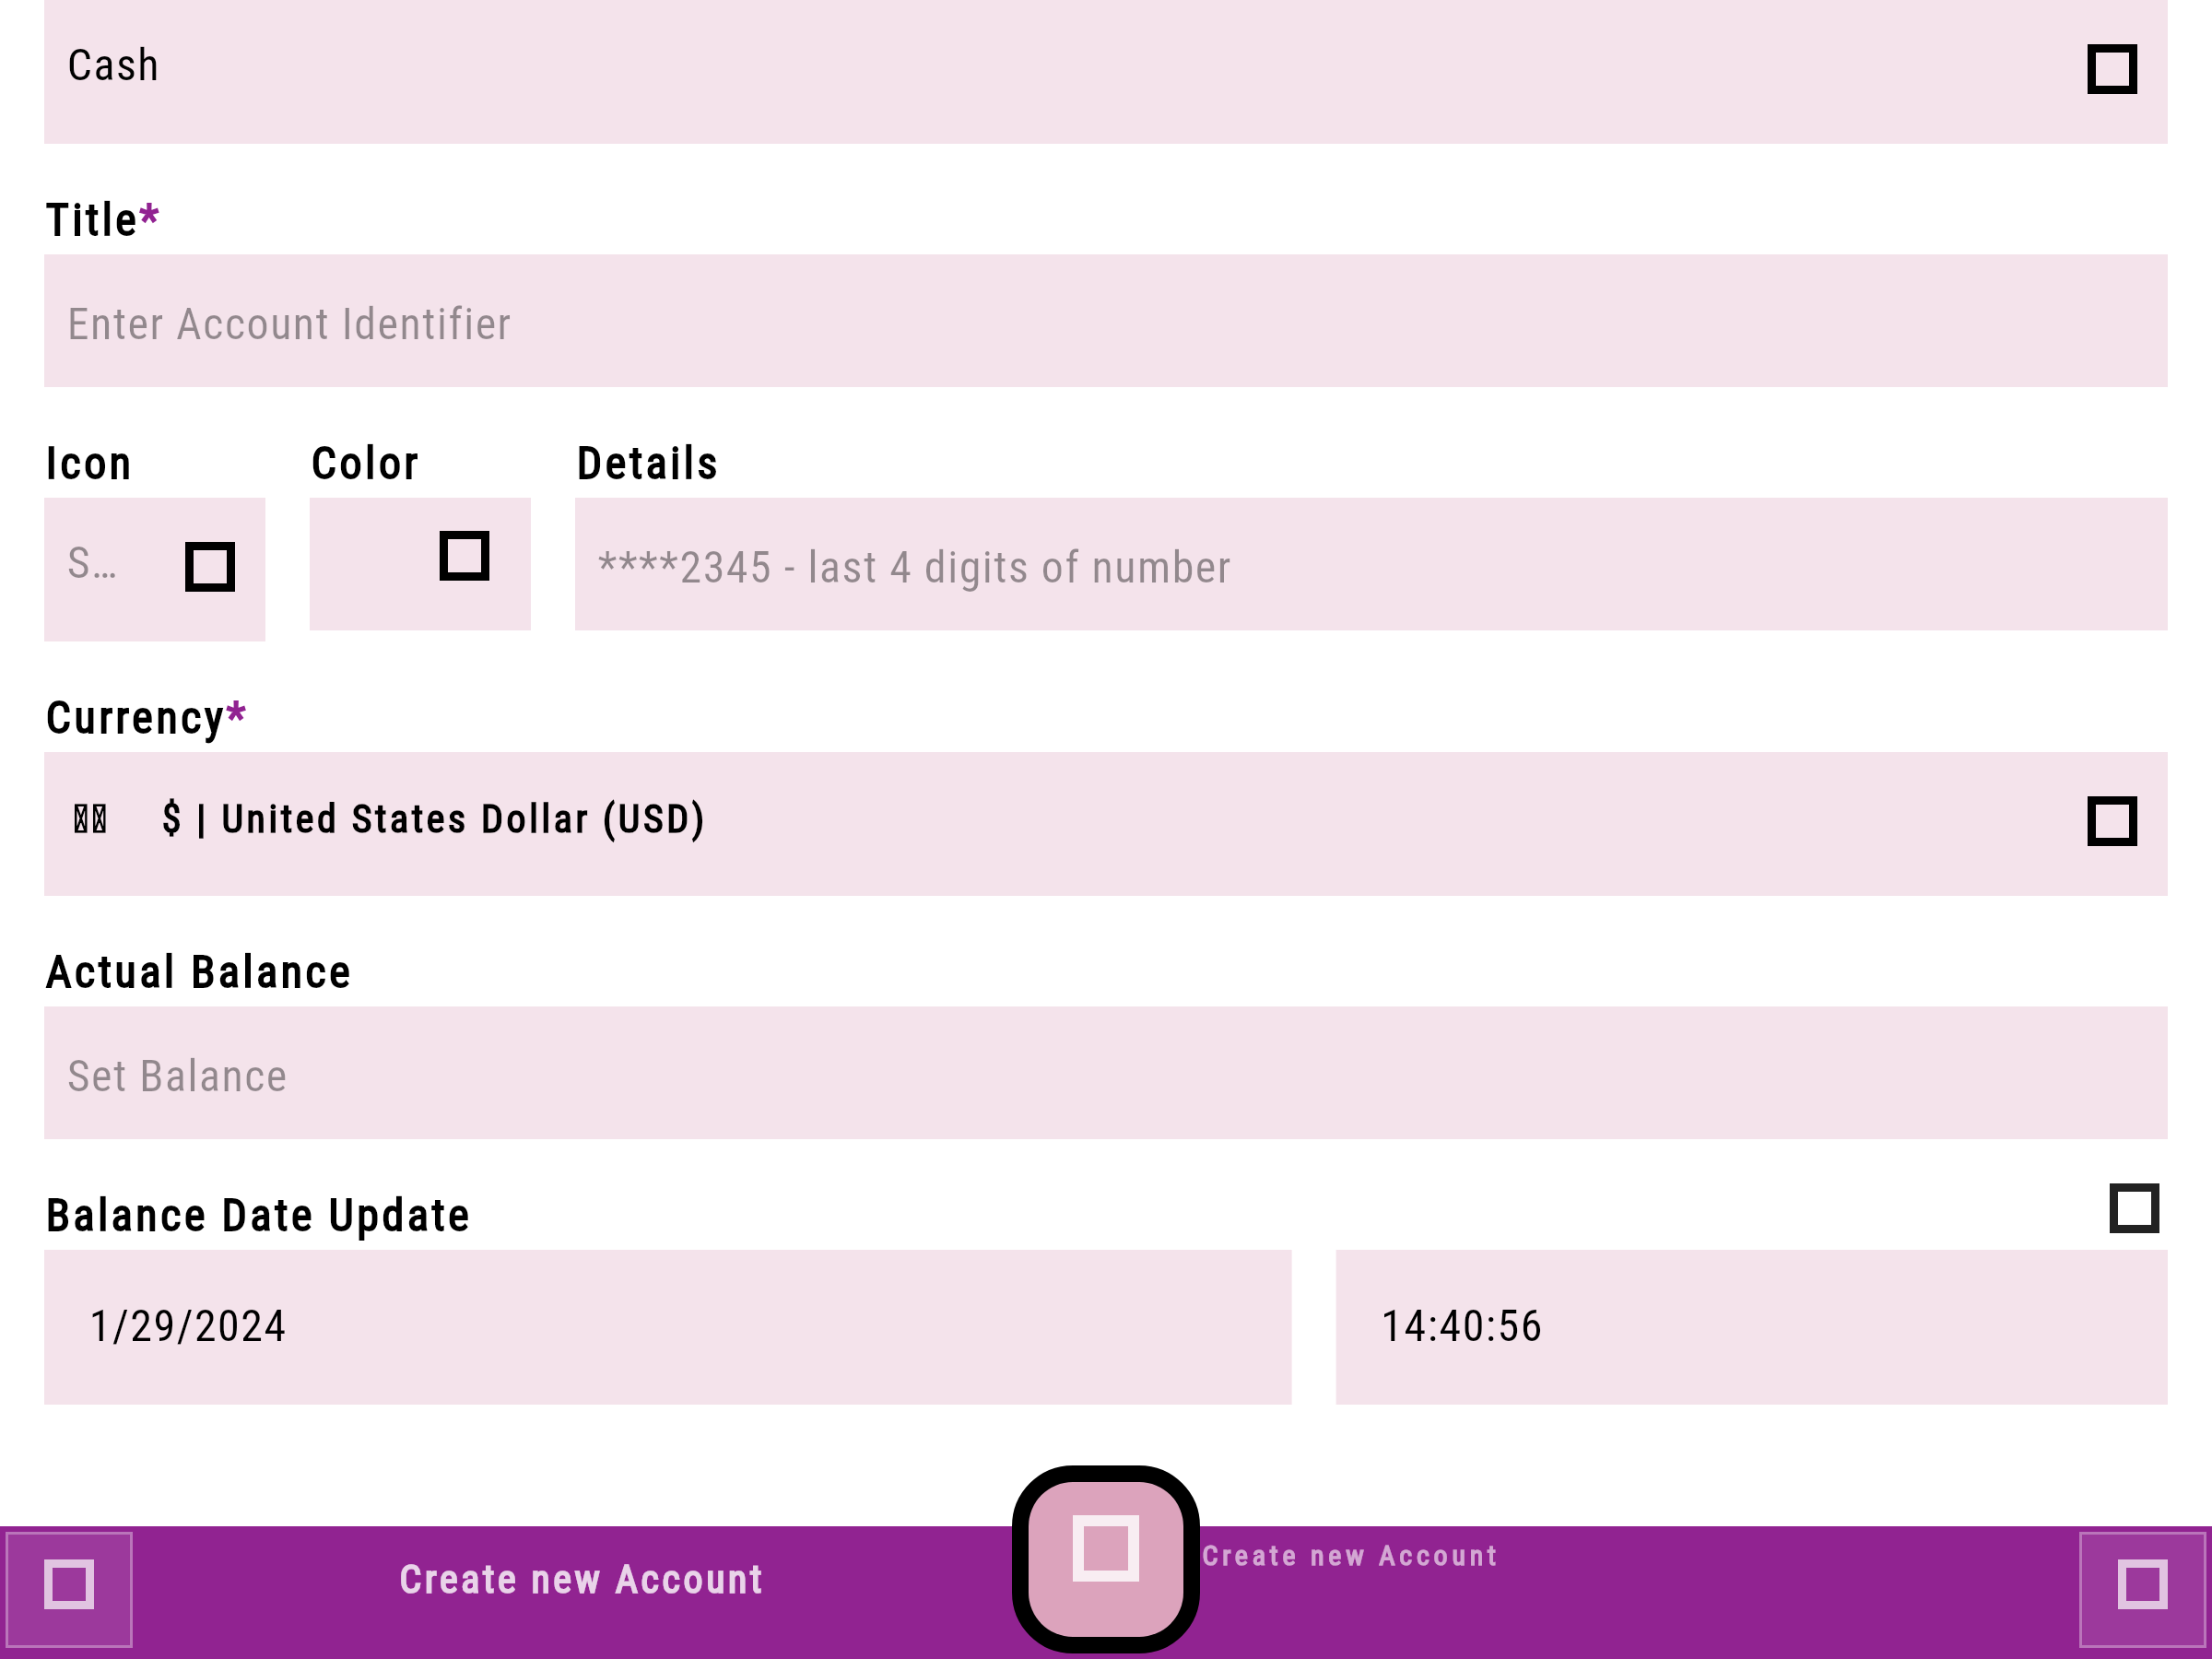 Cash
Title*
Enter Account Identifier
Icon Color Details
S… ****2345 - last 4 digits of number
Currency*
$ | United States Dollar (USD)
Actual Balance
Set Balance
Balance Date Update
1/29/2024 14:40:56
Create new Account Create new Account